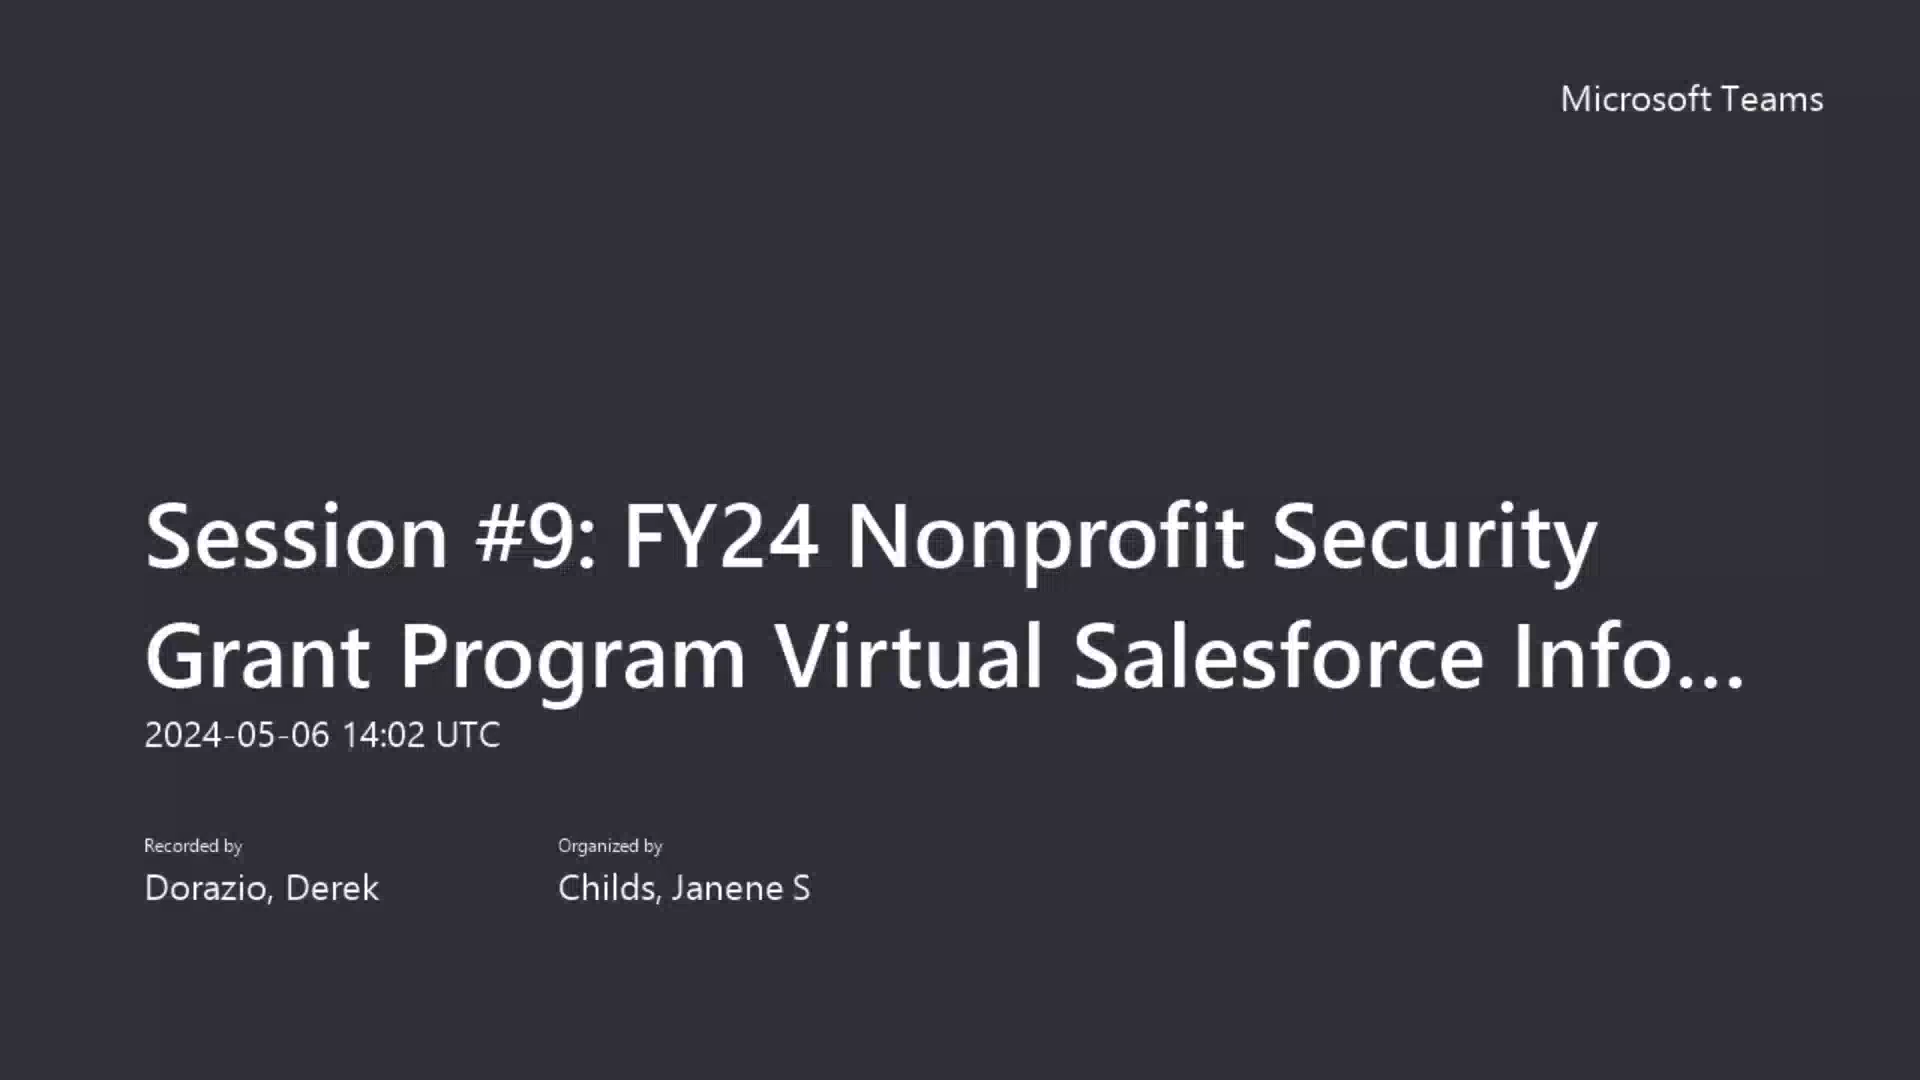 Microsoft Teams
Session #9: FY24 Nonprofit Security
Grant Program Virtual Salesforce Info...
2024-05-06 14:02 UTC
Recorded by
Dorazio, Derek
Organized by
Childs, Janene S